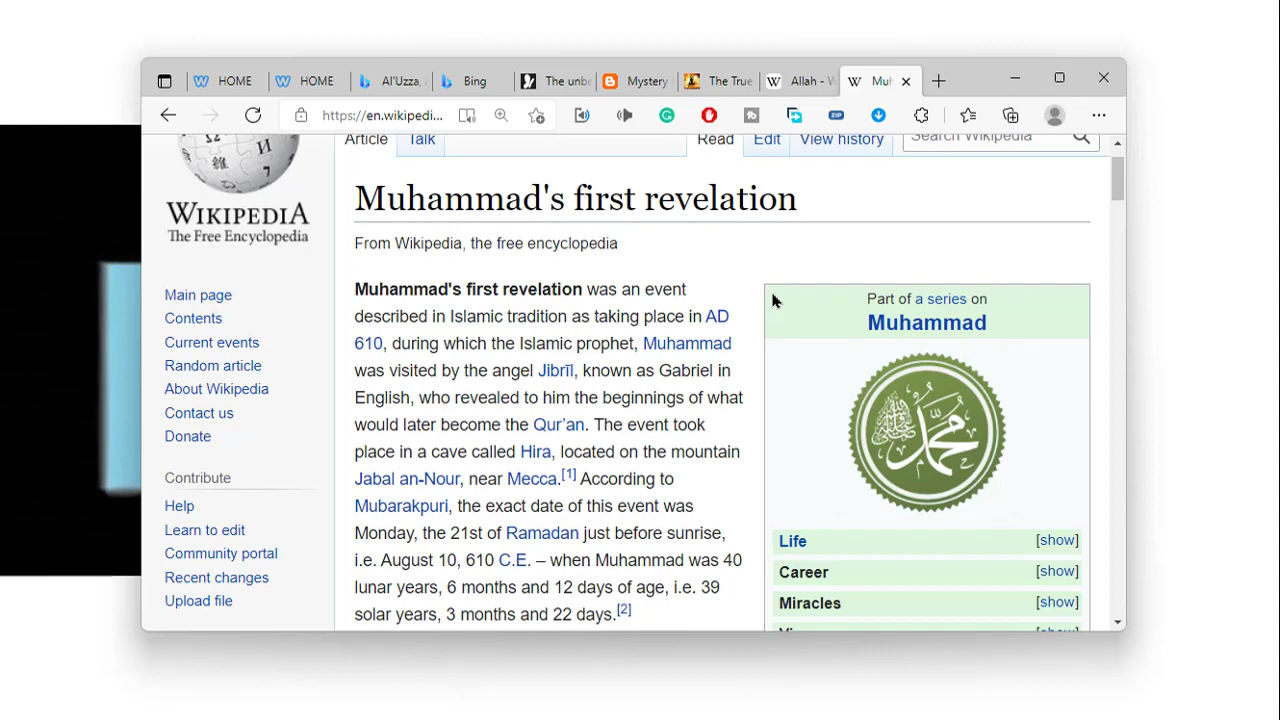 HOME
HOME
Al'Uzza,
Bing
The unbe
Mystery
The True
Allah - W
Muh
https://en.wikipedi...
ZIP
Article
Talk
Read
Edit
View history
Search Wikipedia
WIKIPEDIA
The Free Encyclopedia
Main page
Contents
Current events
Random article
About Wikipedia
Contact us
Donate
Contribute
Help
Learn to edit
Community portal
Recent changes
Upload file
Muhammad's first revelation
From Wikipedia, the free encyclopedia
Muhammad's first revelation was an event
described in Islamic tradition as taking place in AD
610, during which the Islamic prophet, Muhammad
was visited by the angel Jibrīl, known as Gabriel in
English, who revealed to him the beginnings of what
would later become the Qur’an. The event took
place in a cave called Hira, located on the mountain
Jabal an-Nour, near Mecca.[1] According to
Mubarakpuri, the exact date of this event was
Monday, the 21st of Ramadan just before sunrise,
i.e. August 10, 610 C.E. – when Muhammad was 40
lunar years, 6 months and 12 days of age, i.e. 39
solar years, 3 months and 22 days.[2]
Part of a series on
Muhammad
محمد
Life [show]
Career [show]
Miracles [show]